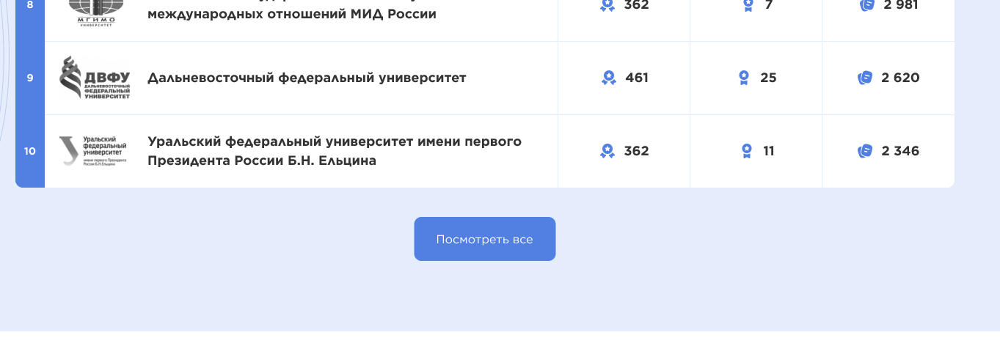 8
МГИМО
УНИВЕРСИТЕТ
международных отношений МИД России
362
7
2 981
9
ДВФУ
ДАЛЬНЕВОСТОЧНЫЙ
ФЕДЕРАЛЬНЫЙ
УНИВЕРСИТЕТ
Дальневосточный федеральный университет
461
25
2 620
10
Уральский
федеральный
университет
имени первого Президента
России Б.Н.Ельцина
Уральский федеральный университет имени первого
Президента России Б.Н. Ельцина
362
11
2 346
Посмотреть все